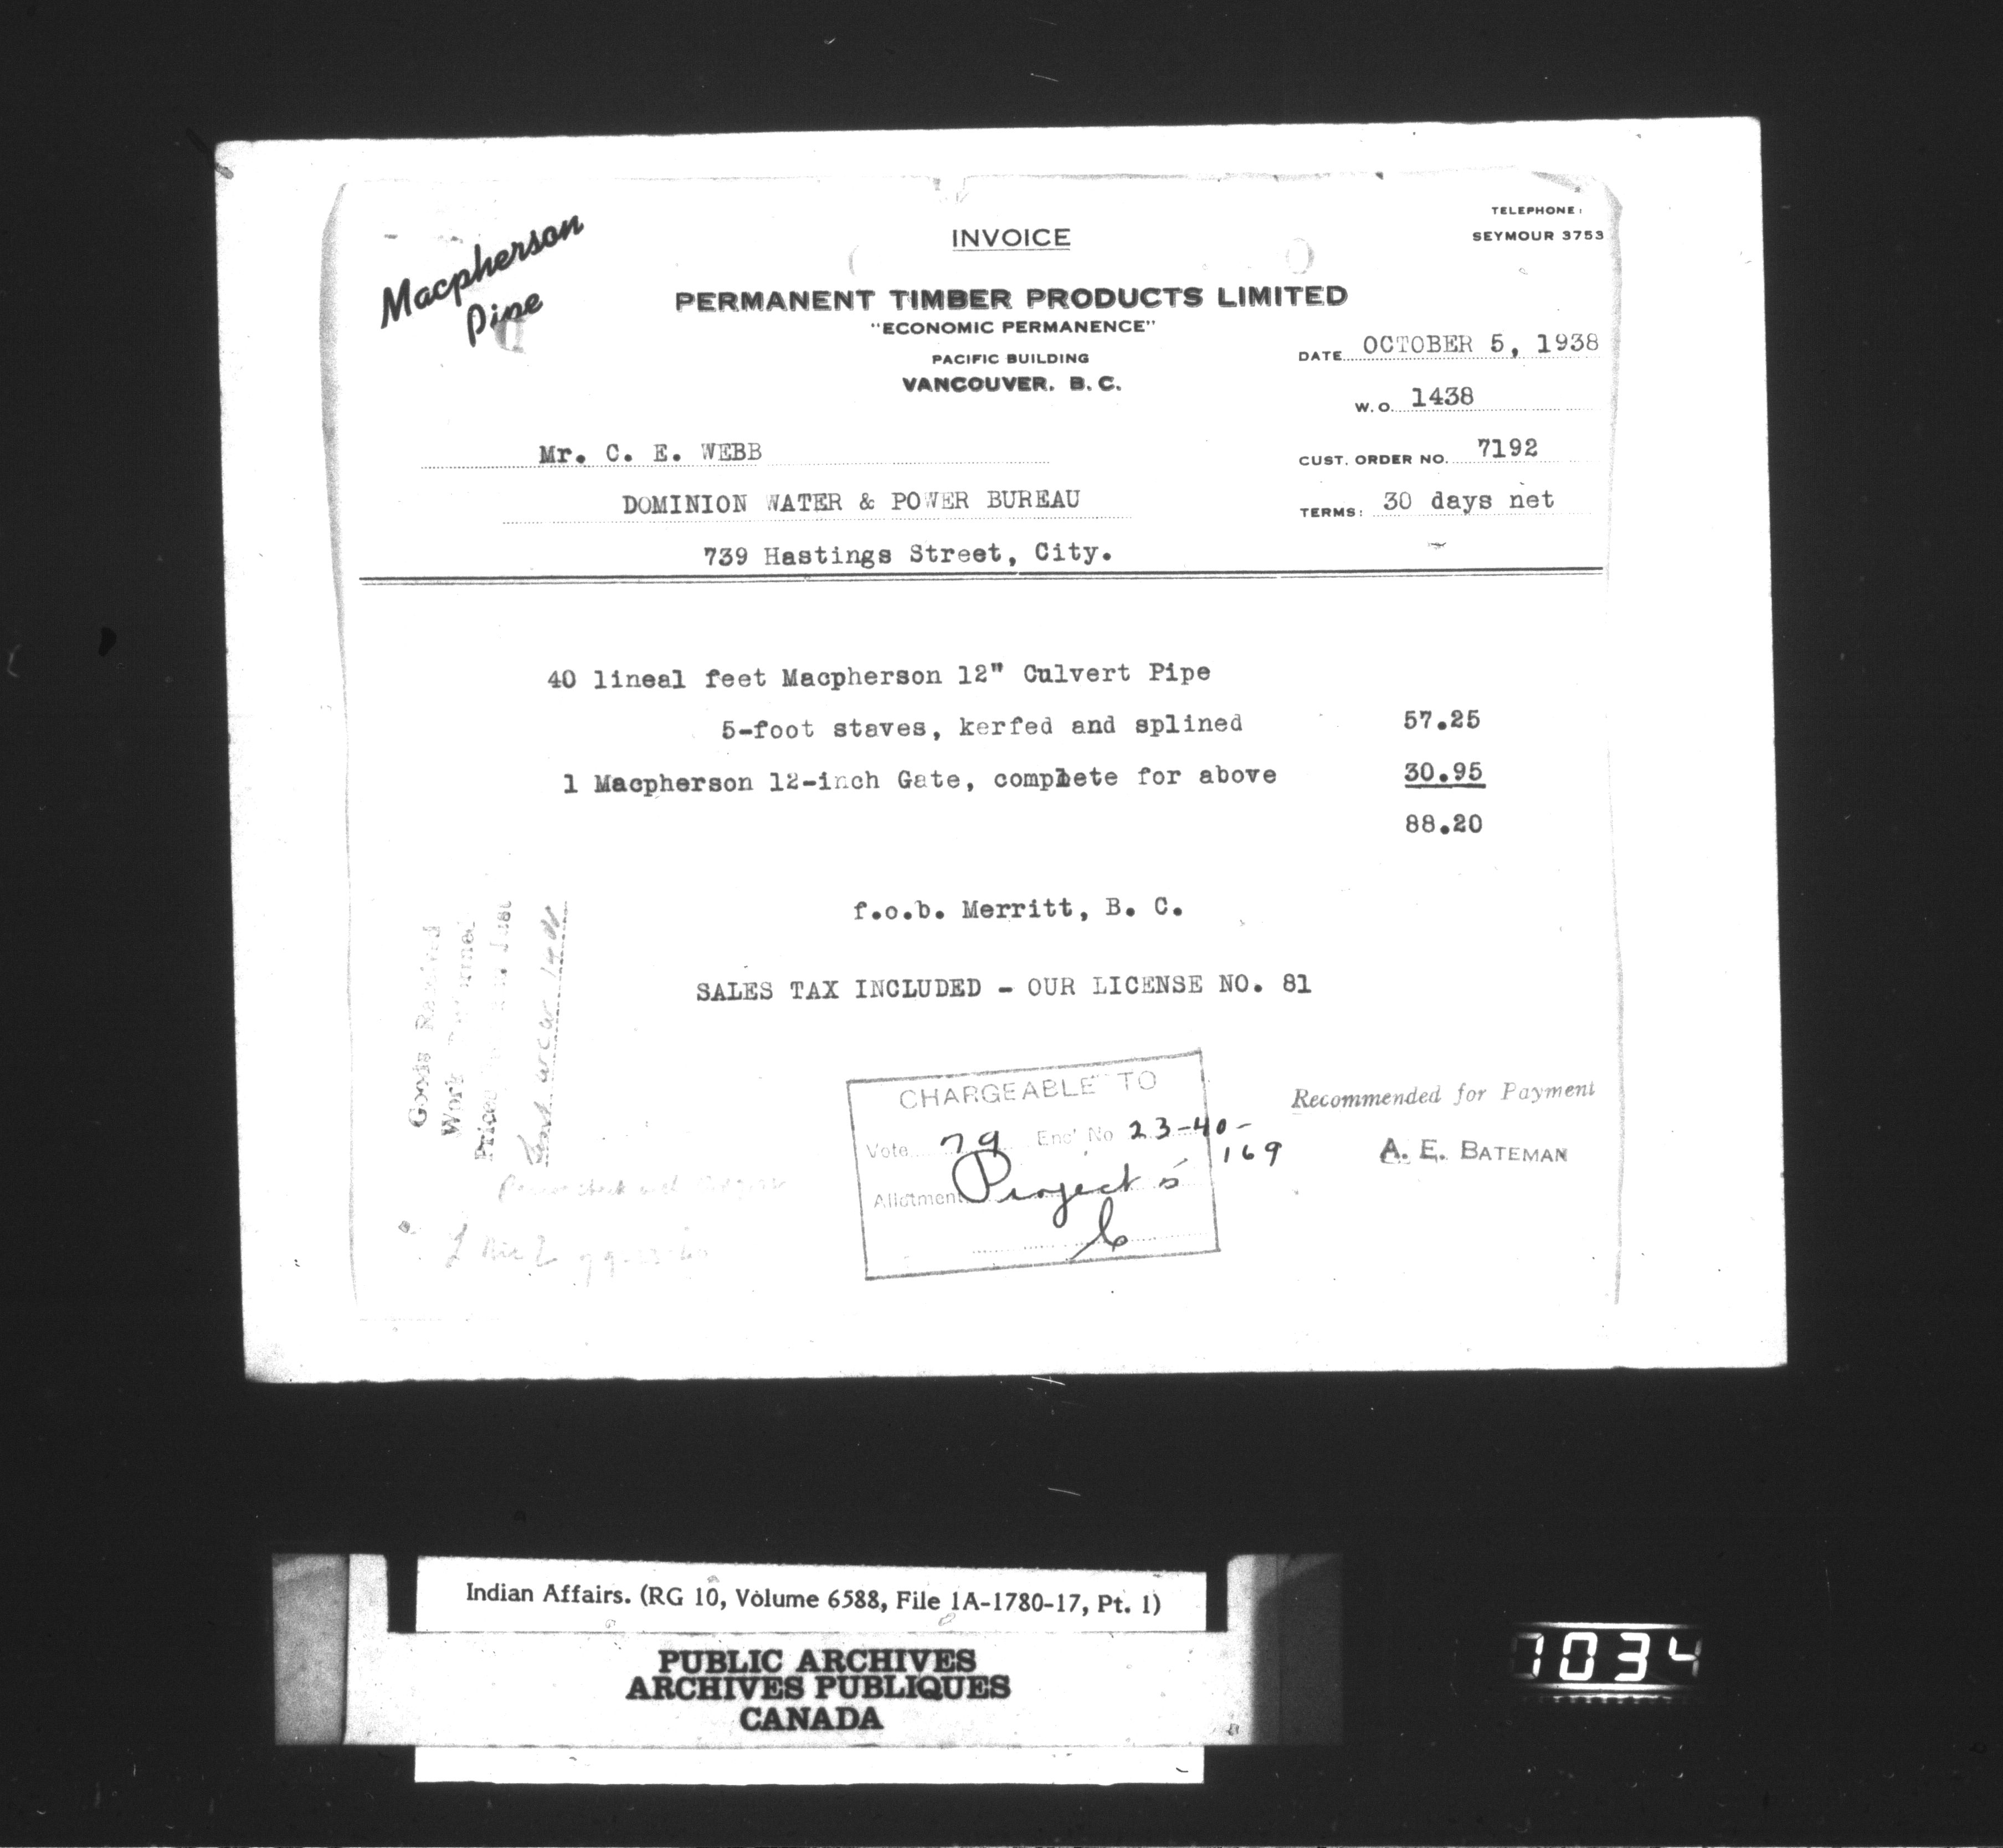 Macpherson
Pipe
INVOICE
TELEPHONE:
SEYMOUR 3753
PERMANENT TIMBER PRODUCTS LIMITED
"ECONOMIC PERMANENCE"
PACIFIC BUILDING
VANCOUVER. B. C.
DATE OCTOBER 5, 1938
W. O. 1438
Mr. C. E. WEBB
CUST. ORDER NO. 7192
DOMINION WATER & POWER BUREAU
TERMS: 30 days net
739 Hastings Street, City.
40 lineal feet Macpherson 12" Culvert Pipe
5-foot staves, kerfed and splined 57.25
1 Macpherson 12-inch Gate, complete for above 30.95
88.20
f.o.b. Merritt, B. C.
SALES TAX INCLUDED - OUR LICENSE NO. 81
Goods
Work
Prices
CHARGEABLE TO
Vote 79 Enc' No 23-40-
169
Allotment Project s
Recommended for Payment
A. E. BATEMAN
Indian Affairs. (RG 10, Volume 6588, File 1A-1780-17, Pt. 1)
PUBLIC ARCHIVES
ARCHIVES PUBLIQUES
CANADA
1034